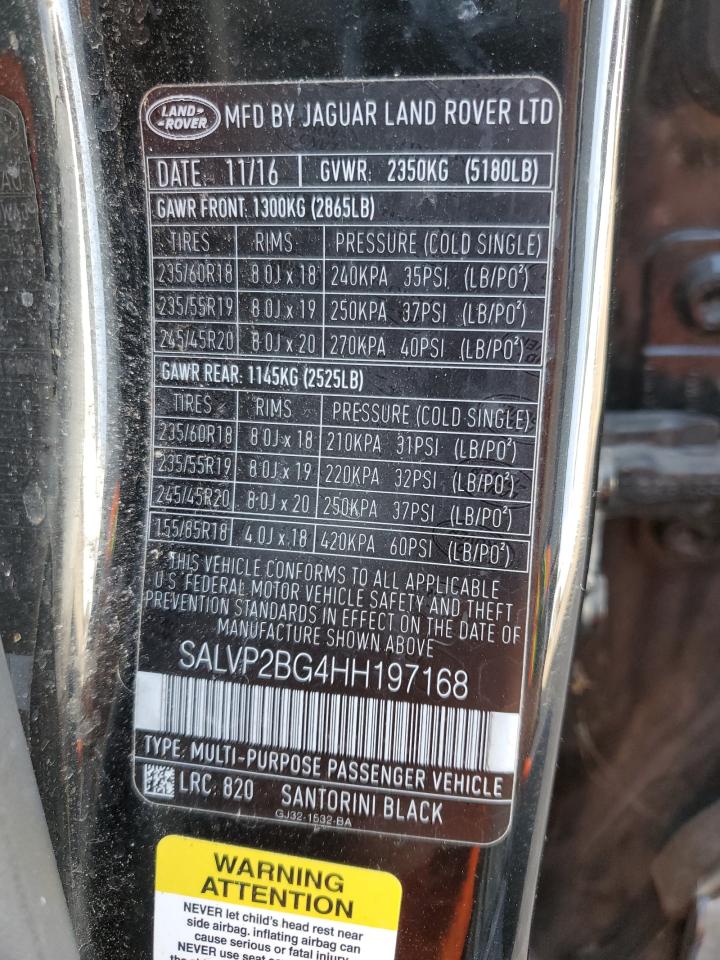 LAND-
-ROVER
MFD BY JAGUAR LAND ROVER LTD
DATE: 11/16 GVWR: 2350KG (5180LB)
GAWR FRONT: 1300KG (2865LB)
TIRES RIMS PRESSURE (COLD SINGLE)
235/60R18 8.0J x 18 240KPA 35PSI (LB/PO²)
235/55R19 8.0J x 19 250KPA 37PSI (LB/PO²)
245/45R20 8.0J x 20 270KPA 40PSI (LB/PO²)
GAWR REAR: 1145KG (2525LB)
TIRES RIMS PRESSURE (COLD SINGLE)
235/60R18 8.0J x 18 210KPA 31PSI (LB/PO²)
235/55R19 8.0J x 19 220KPA 32PSI (LB/PO²)
245/45R20 8.0J x 20 250KPA 37PSI (LB/PO²)
155/85R18 4.0J x 18 420KPA 60PSI (LB/PO²)
THIS VEHICLE CONFORMS TO ALL APPLICABLE
U.S. FEDERAL MOTOR VEHICLE SAFETY AND THEFT
PREVENTION STANDARDS IN EFFECT ON THE DATE OF
MANUFACTURE SHOWN ABOVE
SALVP2BG4HH197168
TYPE: MULTI-PURPOSE PASSENGER VEHICLE
LRC: 820 SANTORINI BLACK
GJ32-1532-BA
WARNING
ATTENTION
NEVER let child's head rest near
side airbag. inflating airbag can
cause serious or fatal injury.
NEVER use seat